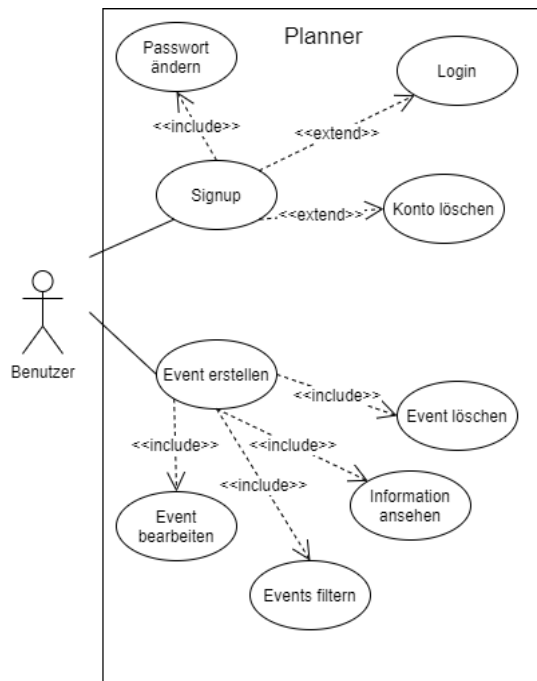 Planner
Passwort
ändern
Login
<<include>>
<<extend>>
Signup
<<extend>>
Konto löschen
Benutzer
Event erstellen
<<include>>
Event löschen
<<include>>
<<include>>
<<include>>
Information
ansehen
Event
bearbeiten
Events filtern